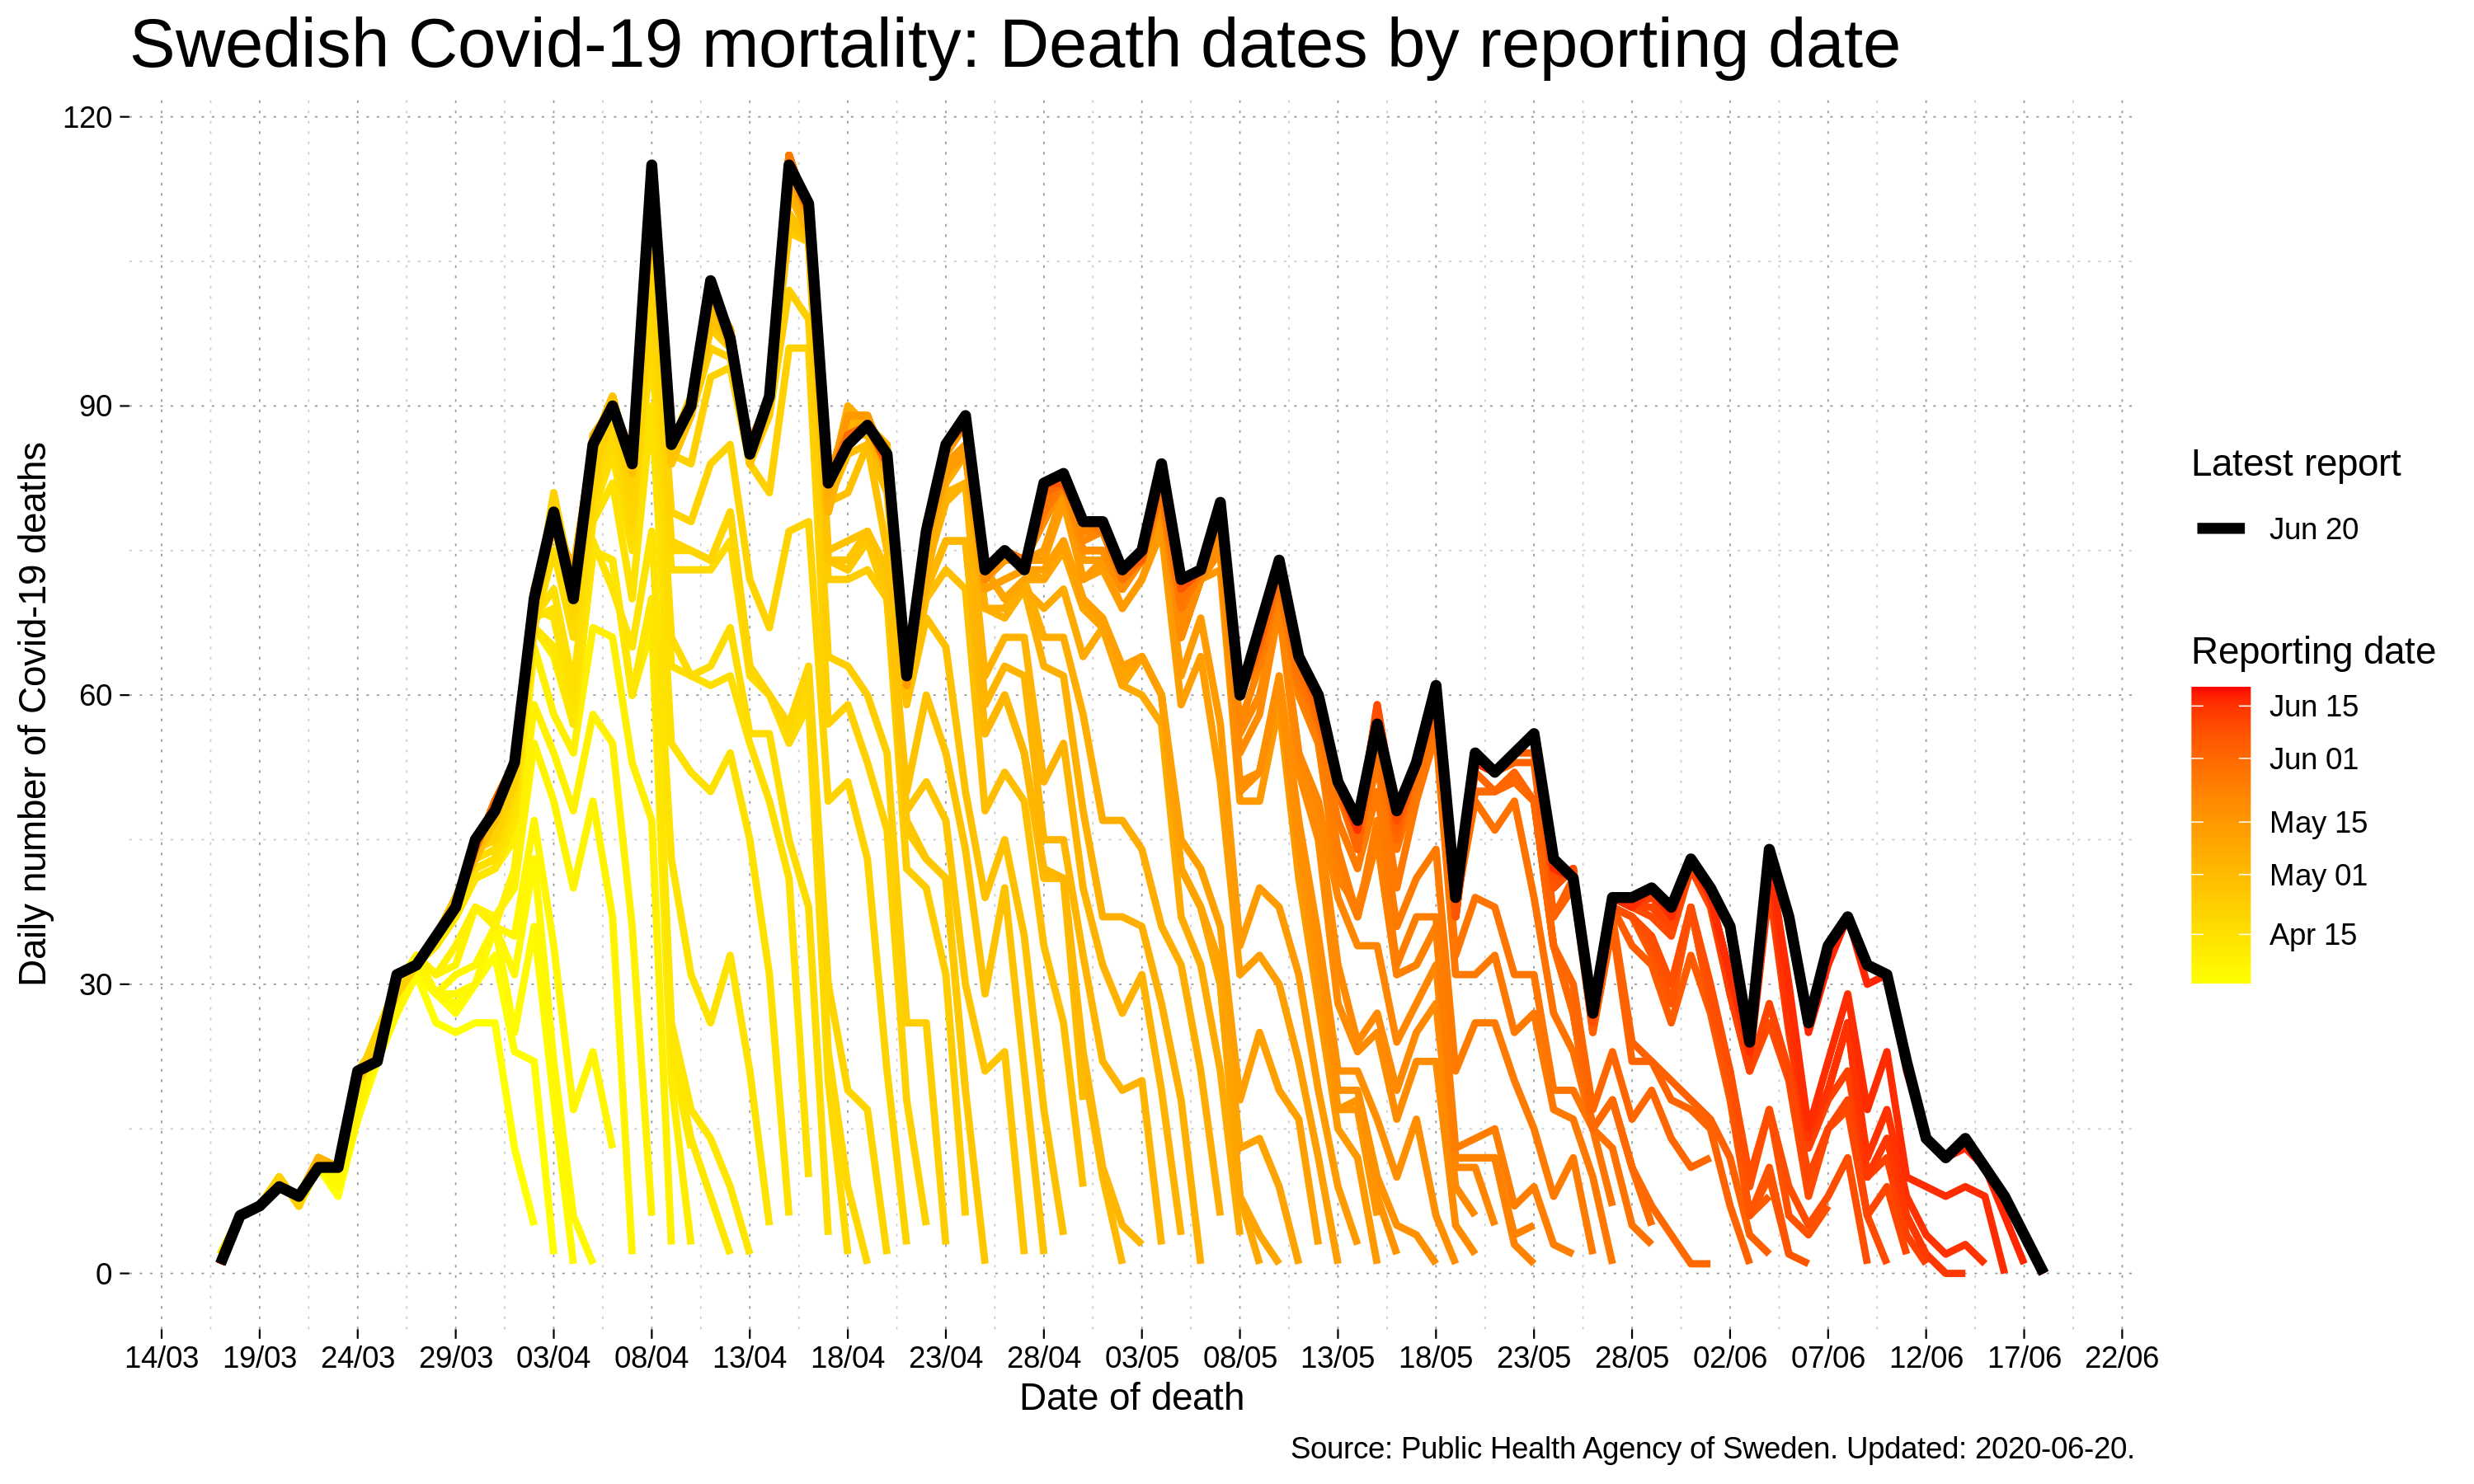 Swedish Covid-19 mortality: Death dates by reporting date
Daily number of Covid-19 deaths
120
90
60
30
0
14/03 19/03 24/03 29/03 03/04 08/04 13/04 18/04 23/04 28/04 03/05 08/05 13/05 18/05 23/05 28/05 02/06 07/06 12/06 17/06 22/06
Date of death
Latest report
Jun 20
Reporting date
Jun 15
Jun 01
May 15
May 01
Apr 15
Source: Public Health Agency of Sweden. Updated: 2020-06-20.